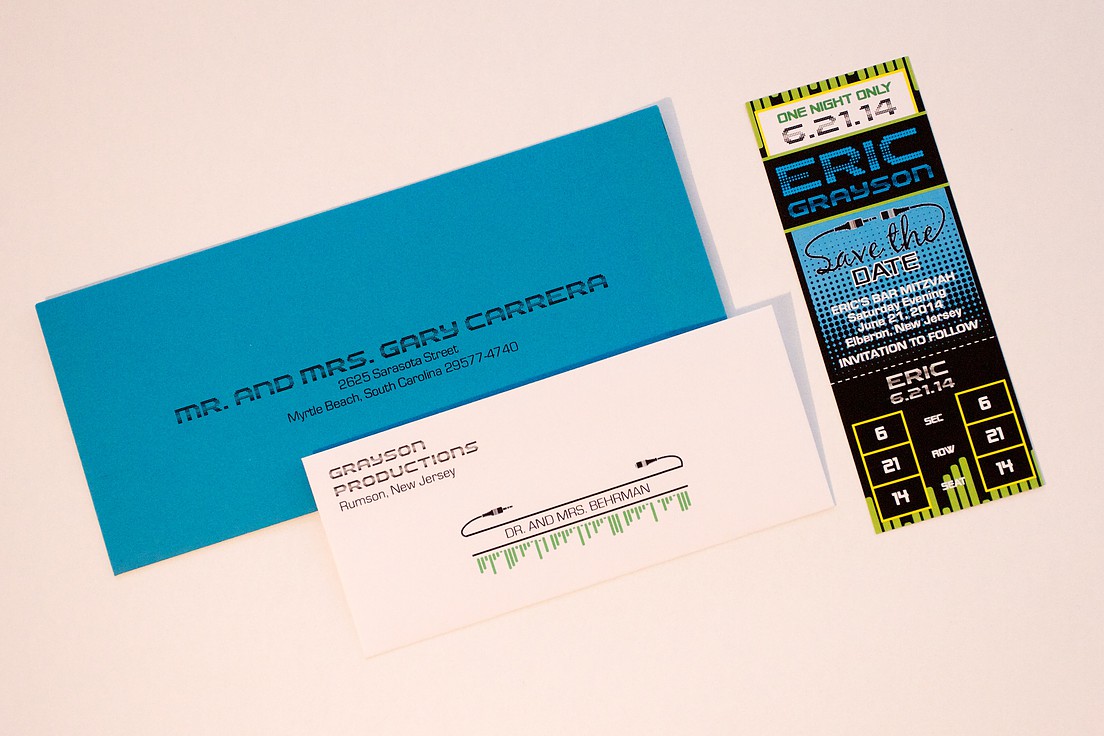 MR. AND MRS. GARY CARRERA
2625 Sarasota Street
Myrtle Beach, South Carolina 29577-4740
GRAYSON
PRODUCTIONS
Rumson, New Jersey
DR. AND MRS. BEHRMAN
ONE NIGHT ONLY
6.21.14
ERIC
GRAYSON
Save the
DATE
ERIC'S BAR MITZVAH
Saturday Evening
June 21, 2014
Elberon, New Jersey
INVITATION TO FOLLOW
ERIC
6.21.14
6 SEC 6
21 ROW 21
14 SEAT 14